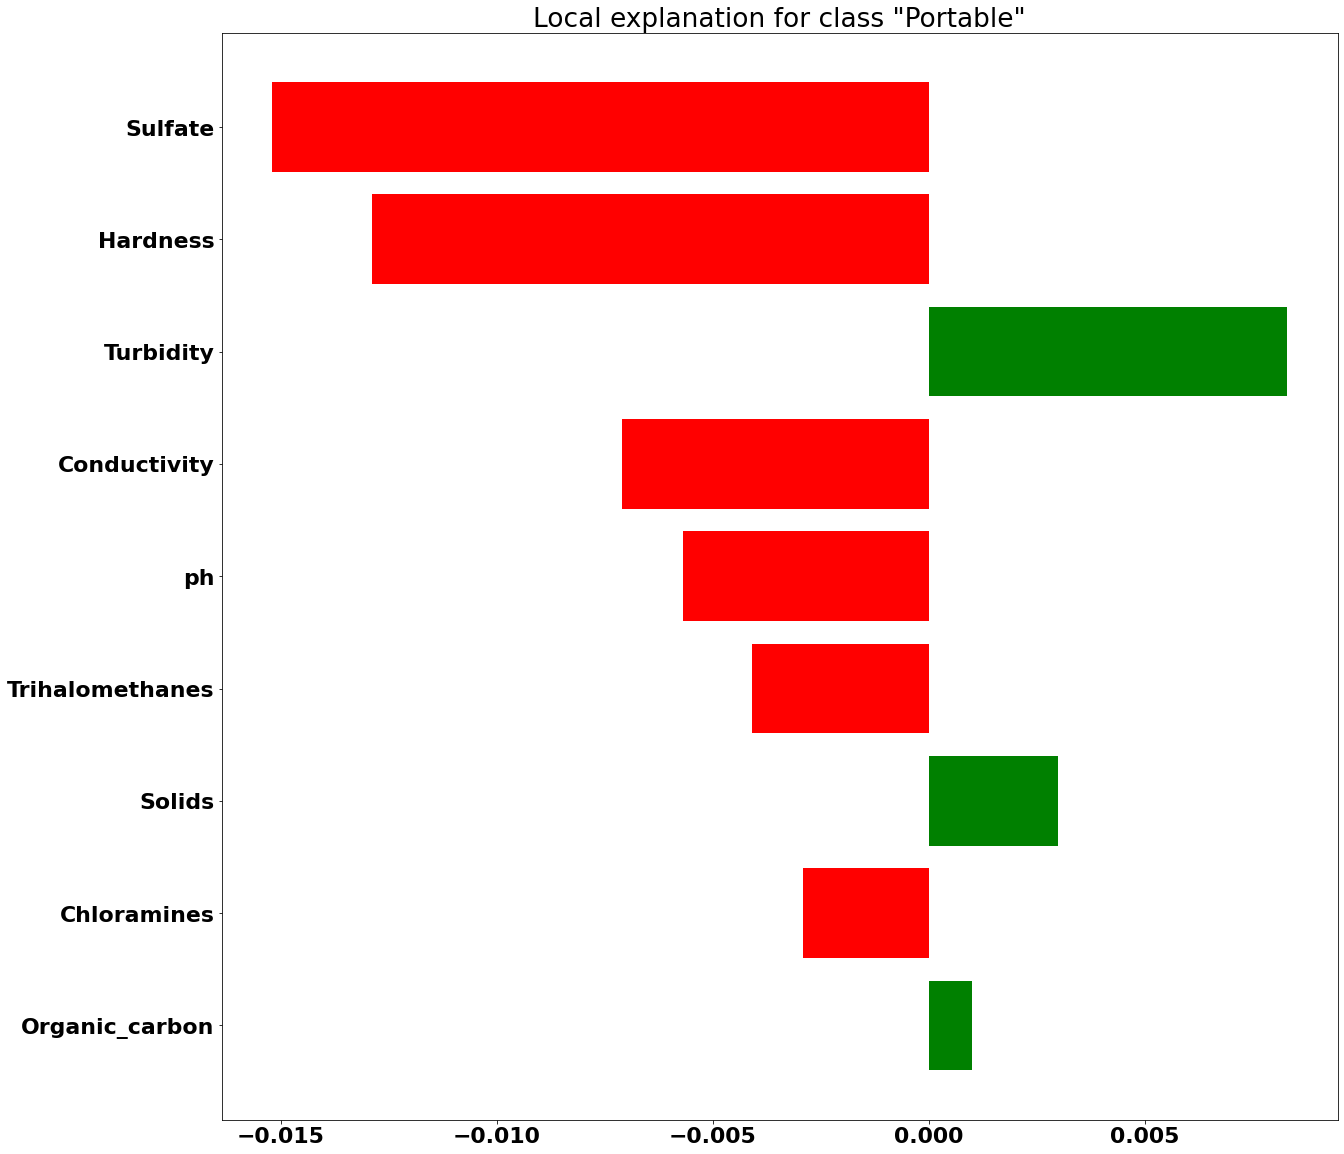 Local explanation for class "Portable"
Sulfate
Hardness
Turbidity
Conductivity
ph
Trihalomethanes
Solids
Chloramines
Organic_carbon
−0.015 −0.010 −0.005 0.000 0.005